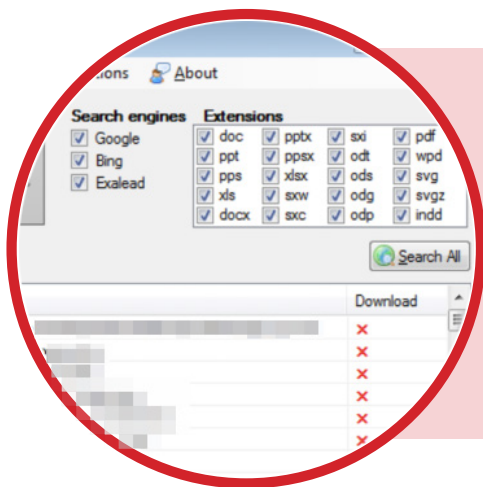 ions About
Search engines Extensions
Google doc pptx sxi pdf
Bing ppt ppsx odt wpd
Exalead pps xlsx ods svg
xls sxw odg svgz
docx sxc odp indd
Search All
Download